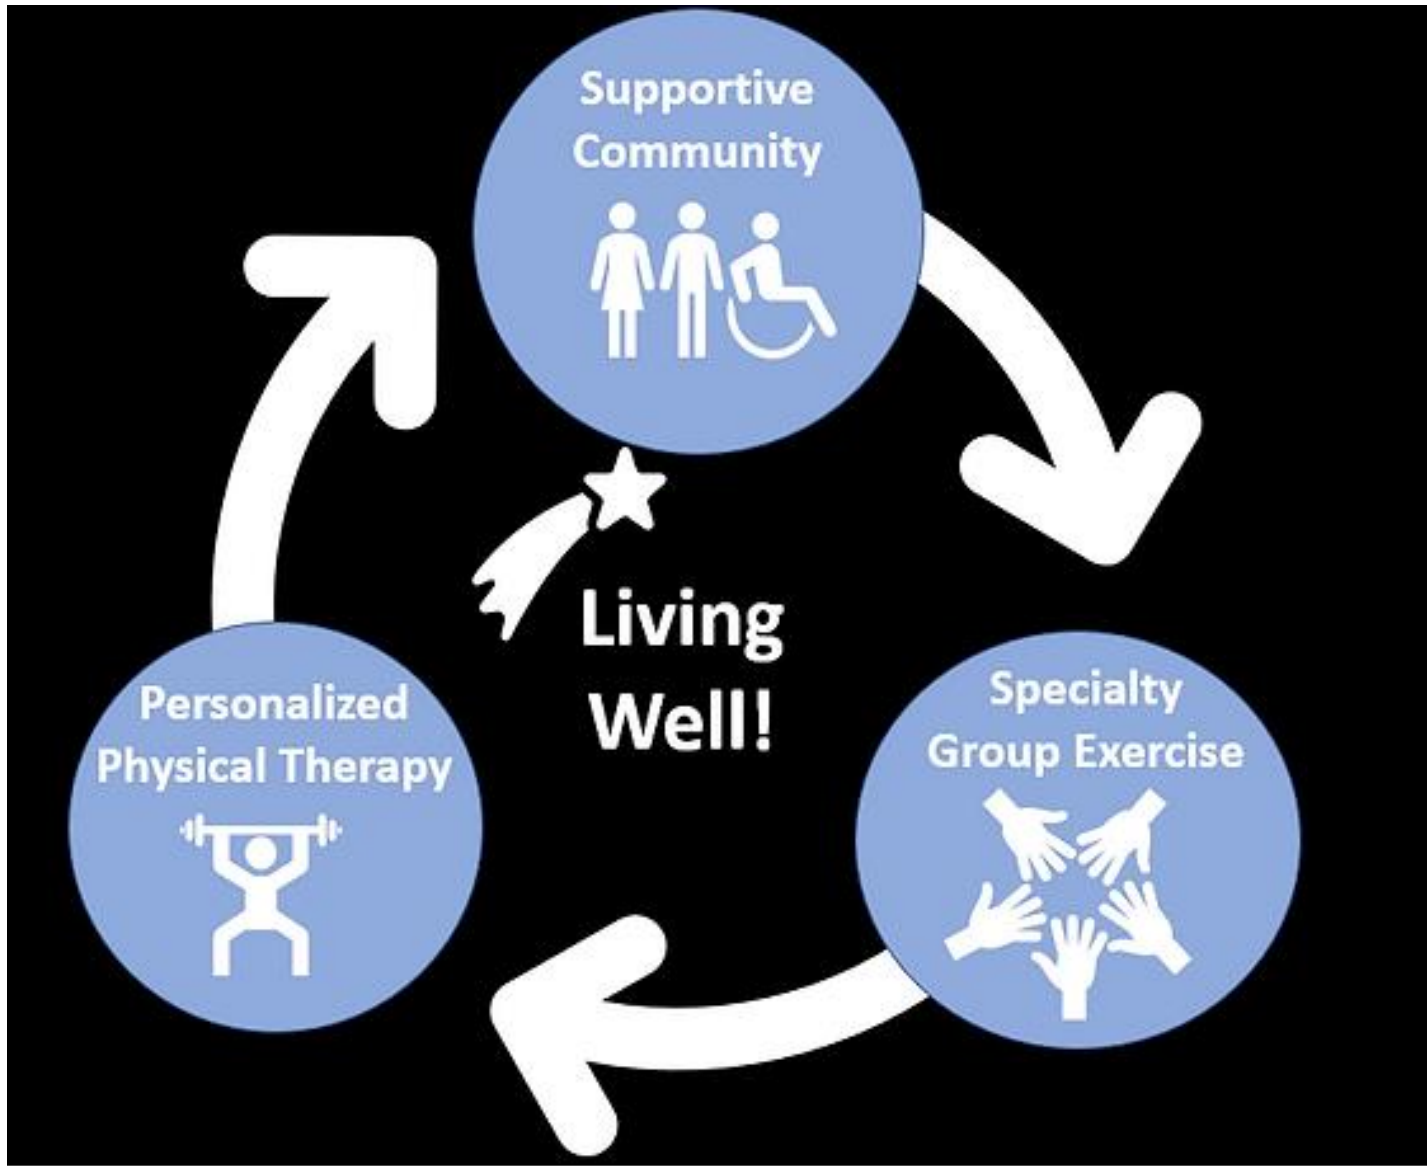 Supportive
Community
Living
Well!
Personalized
Physical Therapy
Specialty
Group Exercise